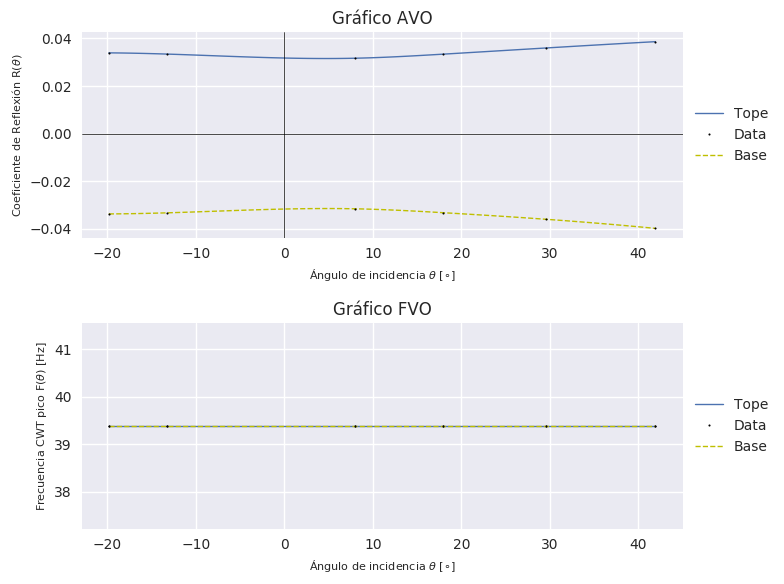 Gráfico AVO
Coeficiente de Reflexión R(θ)
0.04
0.02
0.00
−0.02
−0.04
−20 −10 0 10 20 30 40
Ángulo de incidencia θ [∘]
Tope
Data
Base
Gráfico FVO
Frecuencia CWT pico F(θ) [Hz]
41
40
39
38
−20 −10 0 10 20 30 40
Ángulo de incidencia θ [∘]
Tope
Data
Base